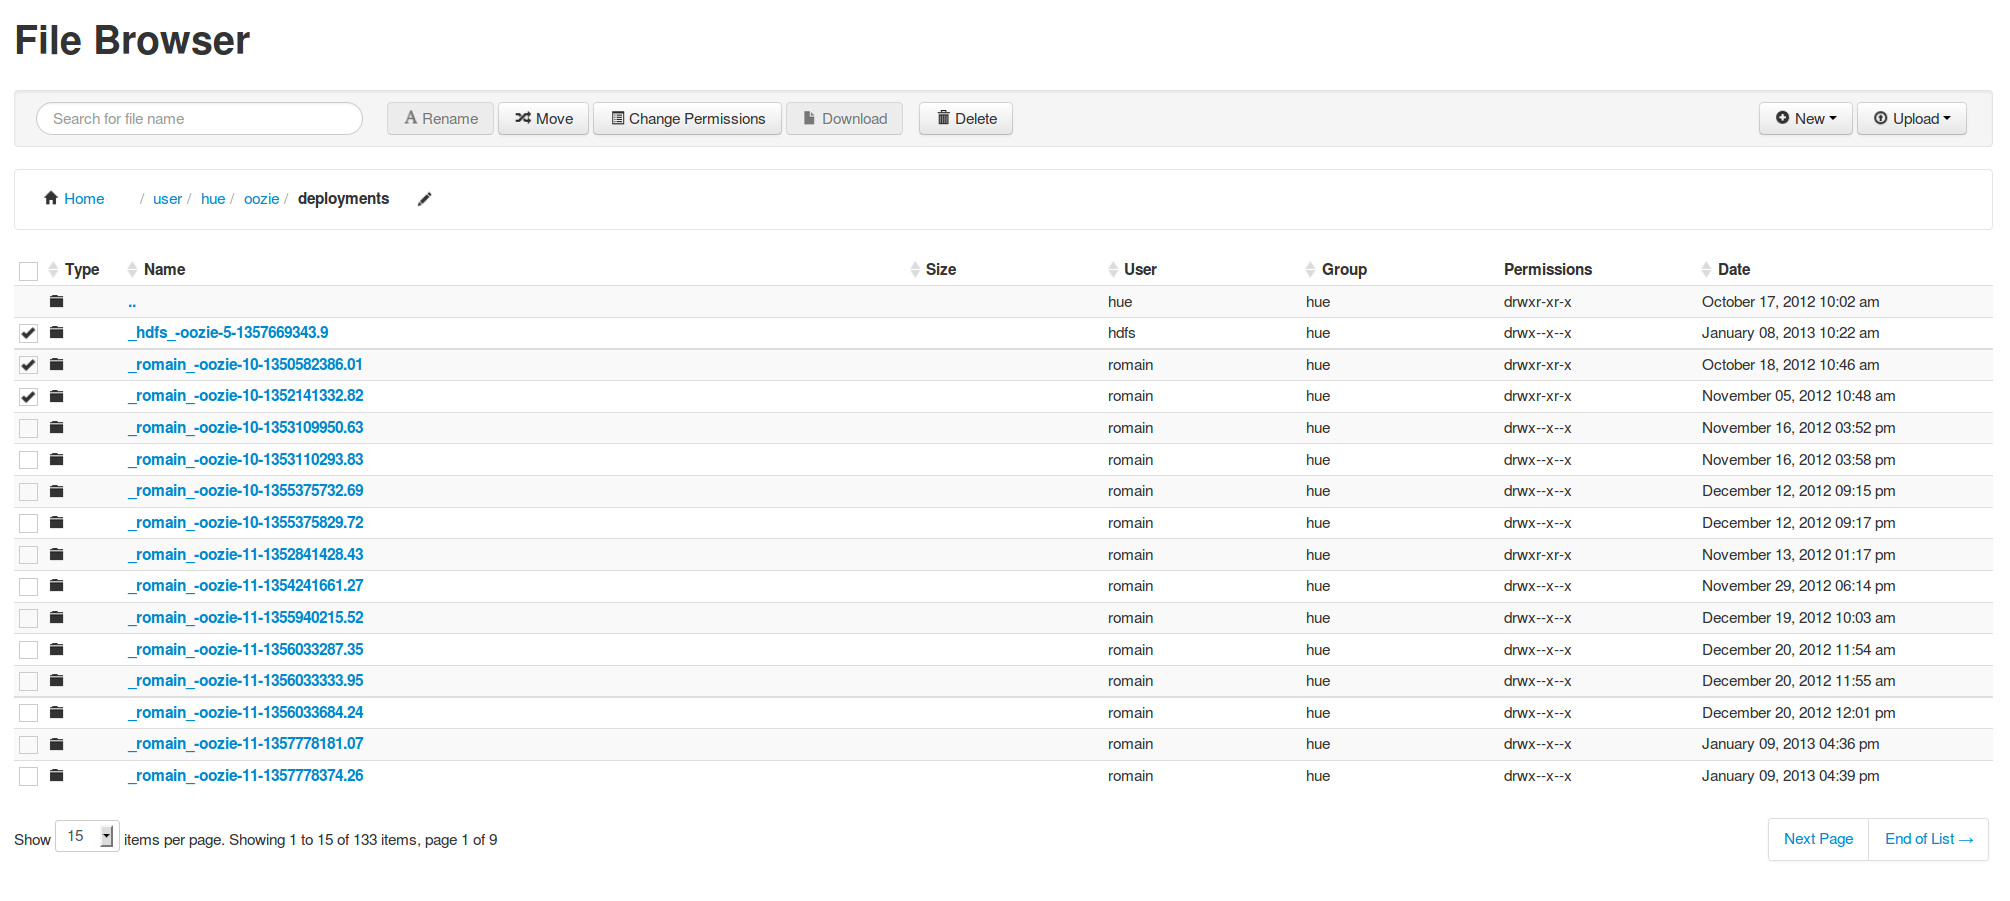 File Browser
Search for file name Rename Move Change Permissions Download Delete New Upload
Home / user / hue / oozie / deployments
Type Name Size User Group Permissions Date
.. hue hue drwxr-xr-x October 17, 2012 10:02 am
_hdfs_-oozie-5-1357669343.9 hdfs hue drwx--x--x January 08, 2013 10:22 am
_romain_-oozie-10-1350582386.01 romain hue drwxr-xr-x October 18, 2012 10:46 am
_romain_-oozie-10-1352141332.82 romain hue drwxr-xr-x November 05, 2012 10:48 am
_romain_-oozie-10-1353109950.63 romain hue drwx--x--x November 16, 2012 03:52 pm
_romain_-oozie-10-1353110293.83 romain hue drwx--x--x November 16, 2012 03:58 pm
_romain_-oozie-10-1355375732.69 romain hue drwx--x--x December 12, 2012 09:15 pm
_romain_-oozie-10-1355375829.72 romain hue drwx--x--x December 12, 2012 09:17 pm
_romain_-oozie-11-1352841428.43 romain hue drwxr-xr-x November 13, 2012 01:17 pm
_romain_-oozie-11-1354241661.27 romain hue drwx--x--x November 29, 2012 06:14 pm
_romain_-oozie-11-1355940215.52 romain hue drwx--x--x December 19, 2012 10:03 am
_romain_-oozie-11-1356033287.35 romain hue drwx--x--x December 20, 2012 11:54 am
_romain_-oozie-11-1356033333.95 romain hue drwx--x--x December 20, 2012 11:55 am
_romain_-oozie-11-1356033684.24 romain hue drwx--x--x December 20, 2012 12:01 pm
_romain_-oozie-11-1357778181.07 romain hue drwx--x--x January 09, 2013 04:36 pm
_romain_-oozie-11-1357778374.26 romain hue drwx--x--x January 09, 2013 04:39 pm
Show 15 items per page. Showing 1 to 15 of 133 items, page 1 of 9 Next Page End of List →